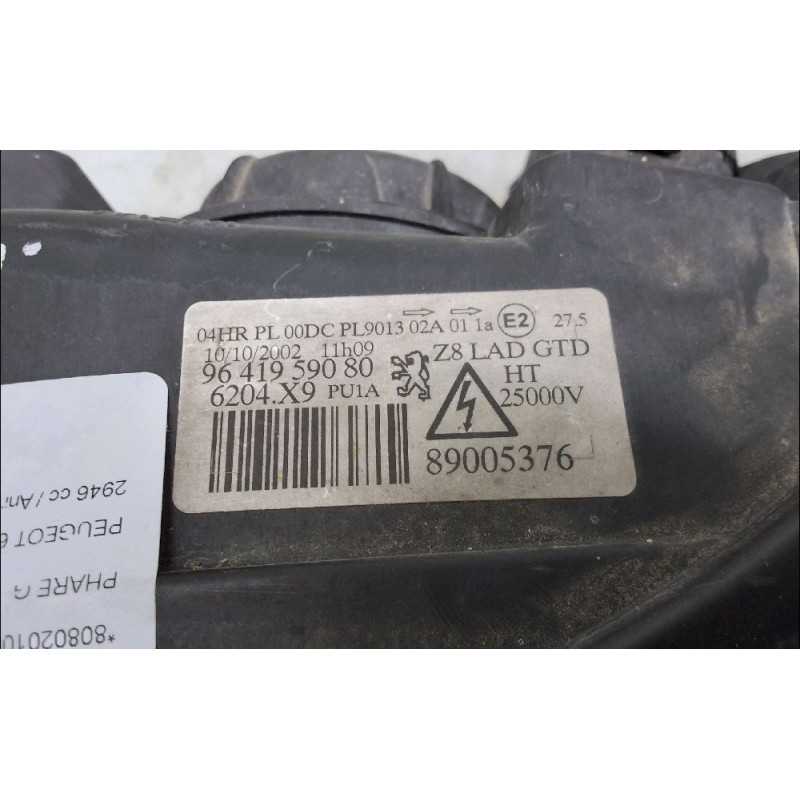 04HR PL 00DC PL9013 02A 01 1a E2 27.5
10/10/2002 11h09 Z8 LAD GTD
96 419 590 80 HT
6204.X9 PU1A 25000V
89005376
*80802010
PHARE G
PEUGEOT 6
2946 cc /